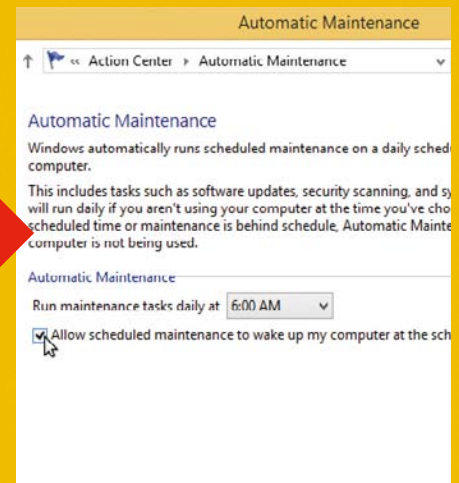 Automatic Maintenance
« Action Center Automatic Maintenance
Automatic Maintenance
Windows automatically runs scheduled maintenance on a daily sched
computer.
This includes tasks such as software updates, security scanning, and sy
will run daily if you aren't using your computer at the time you've cho
scheduled time or maintenance is behind schedule, Automatic Mainte
computer is not being used.
Automatic Maintenance
Run maintenance tasks daily at 6:00 AM
Allow scheduled maintenance to wake up my computer at the sch